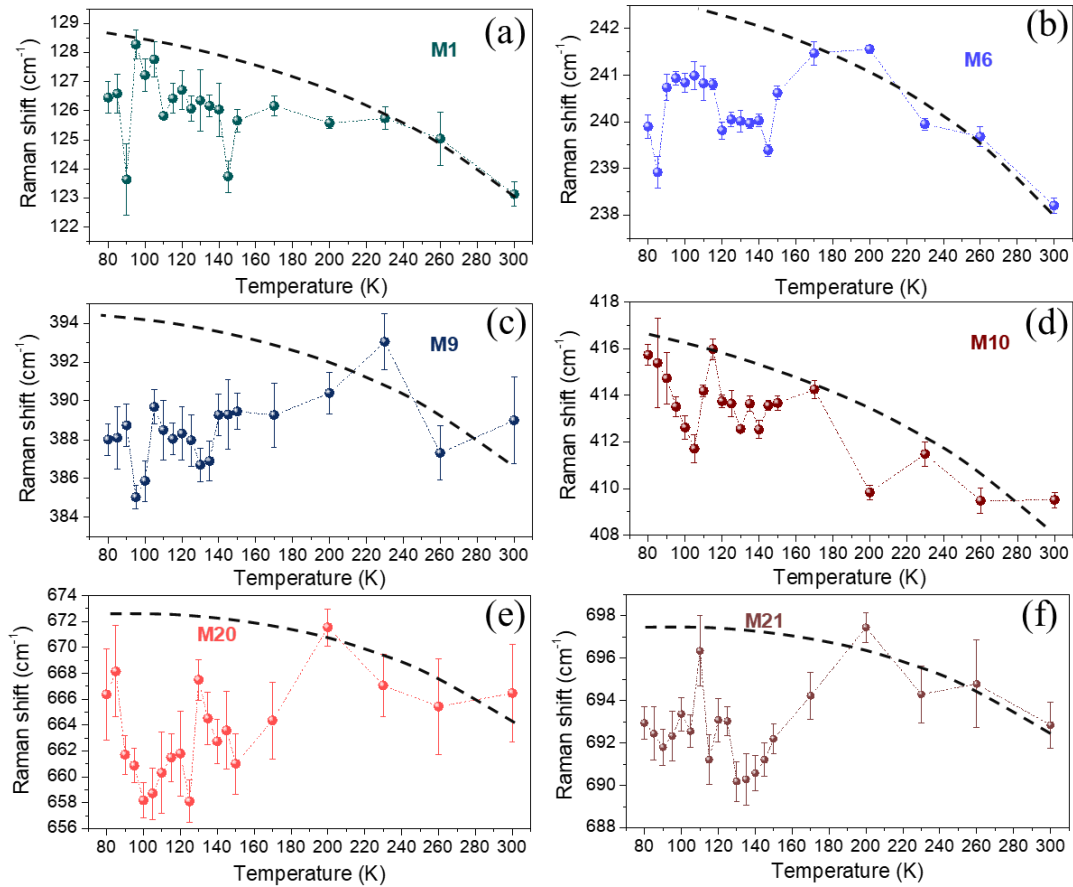 (a)
M1
129
128
127
126
125
124
123
122
Raman shift (cm⁻¹)
80 100 120 140 160 180 200 220 240 260 280 300
Temperature (K)
(b)
M6
242
241
240
239
238
Raman shift (cm⁻¹)
80 100 120 140 160 180 200 220 240 260 280 300
Temperature (K)
(c)
M9
394
392
390
388
386
384
Raman shift (cm⁻¹)
80 100 120 140 160 180 200 220 240 260 280 300
Temperature (K)
(d)
M10
418
416
414
412
410
408
Raman shift (cm⁻¹)
80 100 120 140 160 180 200 220 240 260 280 300
Temperature (K)
(e)
M20
674
672
670
668
666
664
662
660
658
656
Raman shift (cm⁻¹)
80 100 120 140 160 180 200 220 240 260 280 300
Temperature (K)
(f)
M21
698
696
694
692
690
688
Raman shift (cm⁻¹)
80 100 120 140 160 180 200 220 240 260 280 300
Temperature (K)